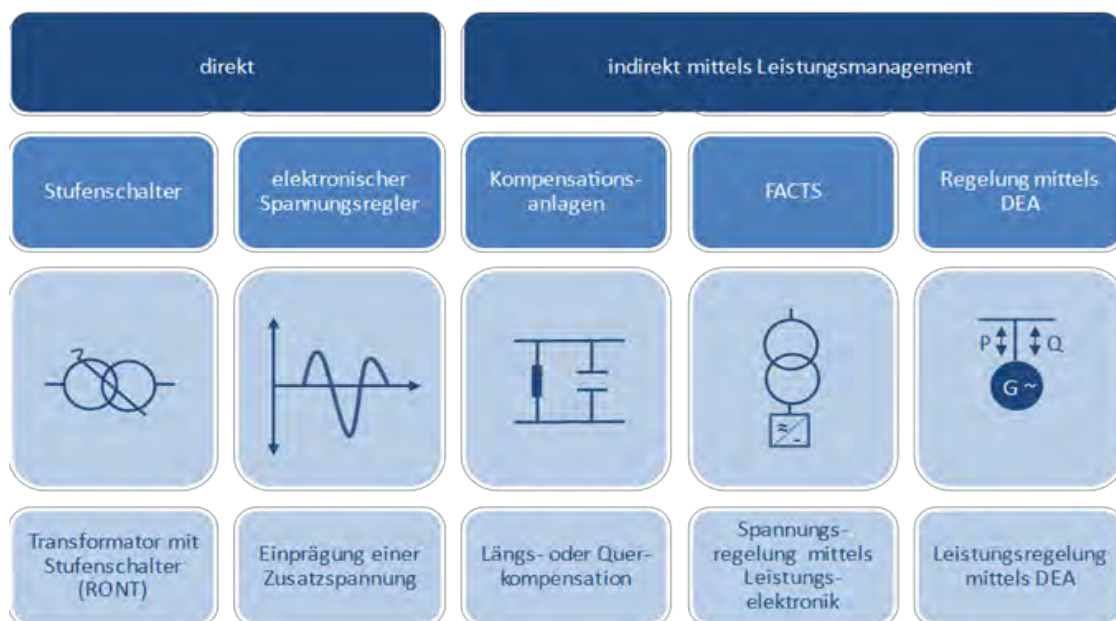 direkt
indirekt mittels Leistungsmanagement
Stufenschalter
elektronischer
Spannungsregler
Kompensations-
anlagen
FACTS
Regelung mittels
DEA
P
Q
G ~
≈
-
Transformator mit
Stufenschalter
(RONT)
Einprägung einer
Zusatzspannung
Längs- oder Quer-
kompensation
Spannungs-
regelung mittels
Leistungs-
elektronik
Leistungsregelung
mittels DEA